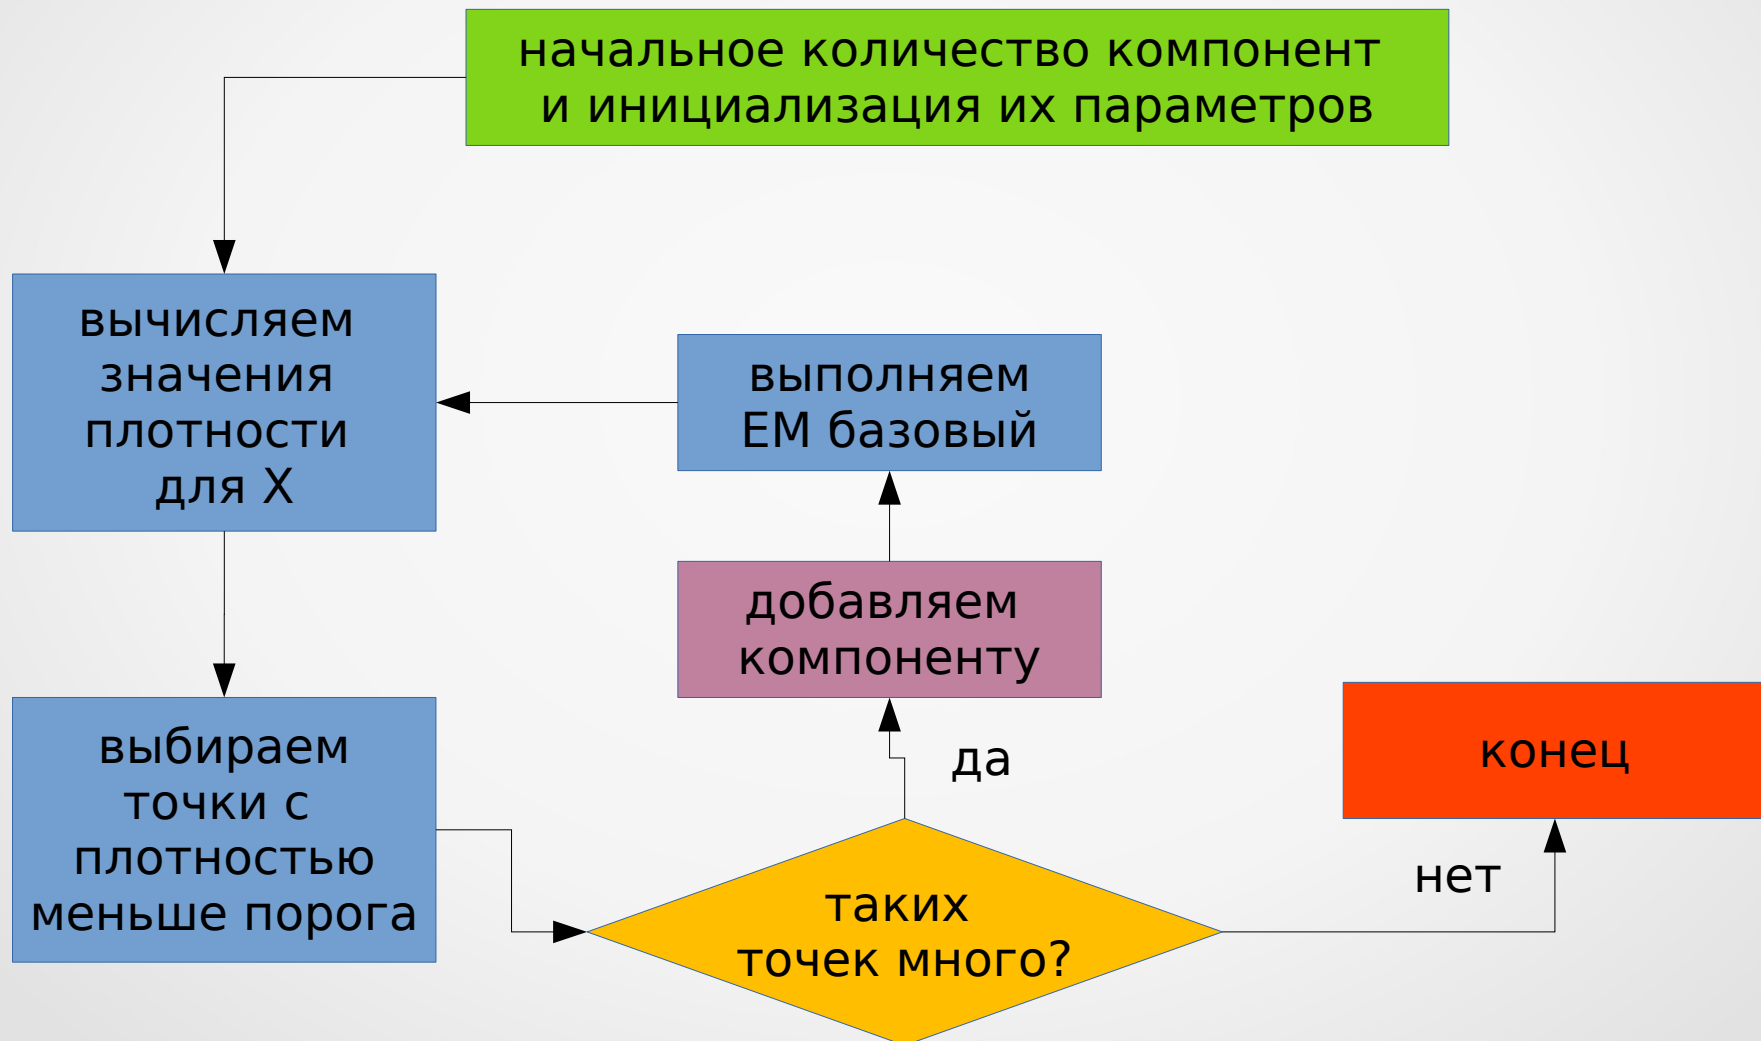 начальное количество компонент
и инициализация их параметров
вычисляем
значения
плотности
для X
выполняем
EM базовый
добавляем
компоненту
выбираем
точки с
плотностью
меньше порога
да
конец
нет
таких
точек много?